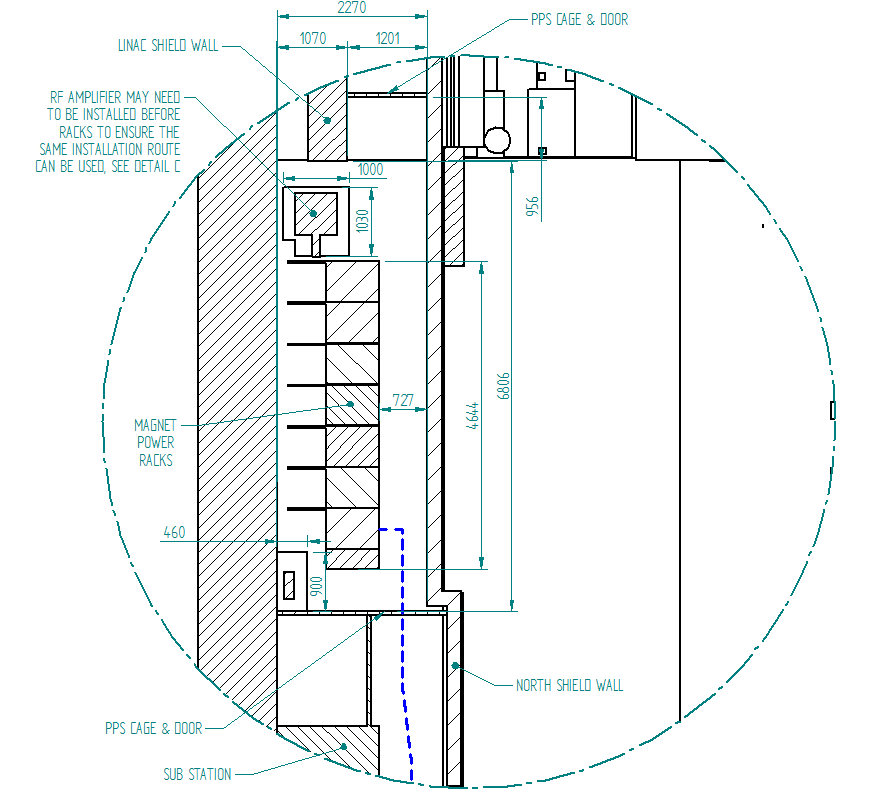 2270
PPS CAGE & DOOR
LINAC SHIELD WALL
1070
1201
RF AMPLIFIER MAY NEED
TO BE INSTALLED BEFORE
RACKS TO ENSURE THE
SAME INSTALLATION ROUTE
CAN BE USED, SEE DETAIL C
1000
956
1030
6806
4644
727
MAGNET
POWER
RACKS
460
900
NORTH SHIELD WALL
PPS CAGE & DOOR
SUB STATION